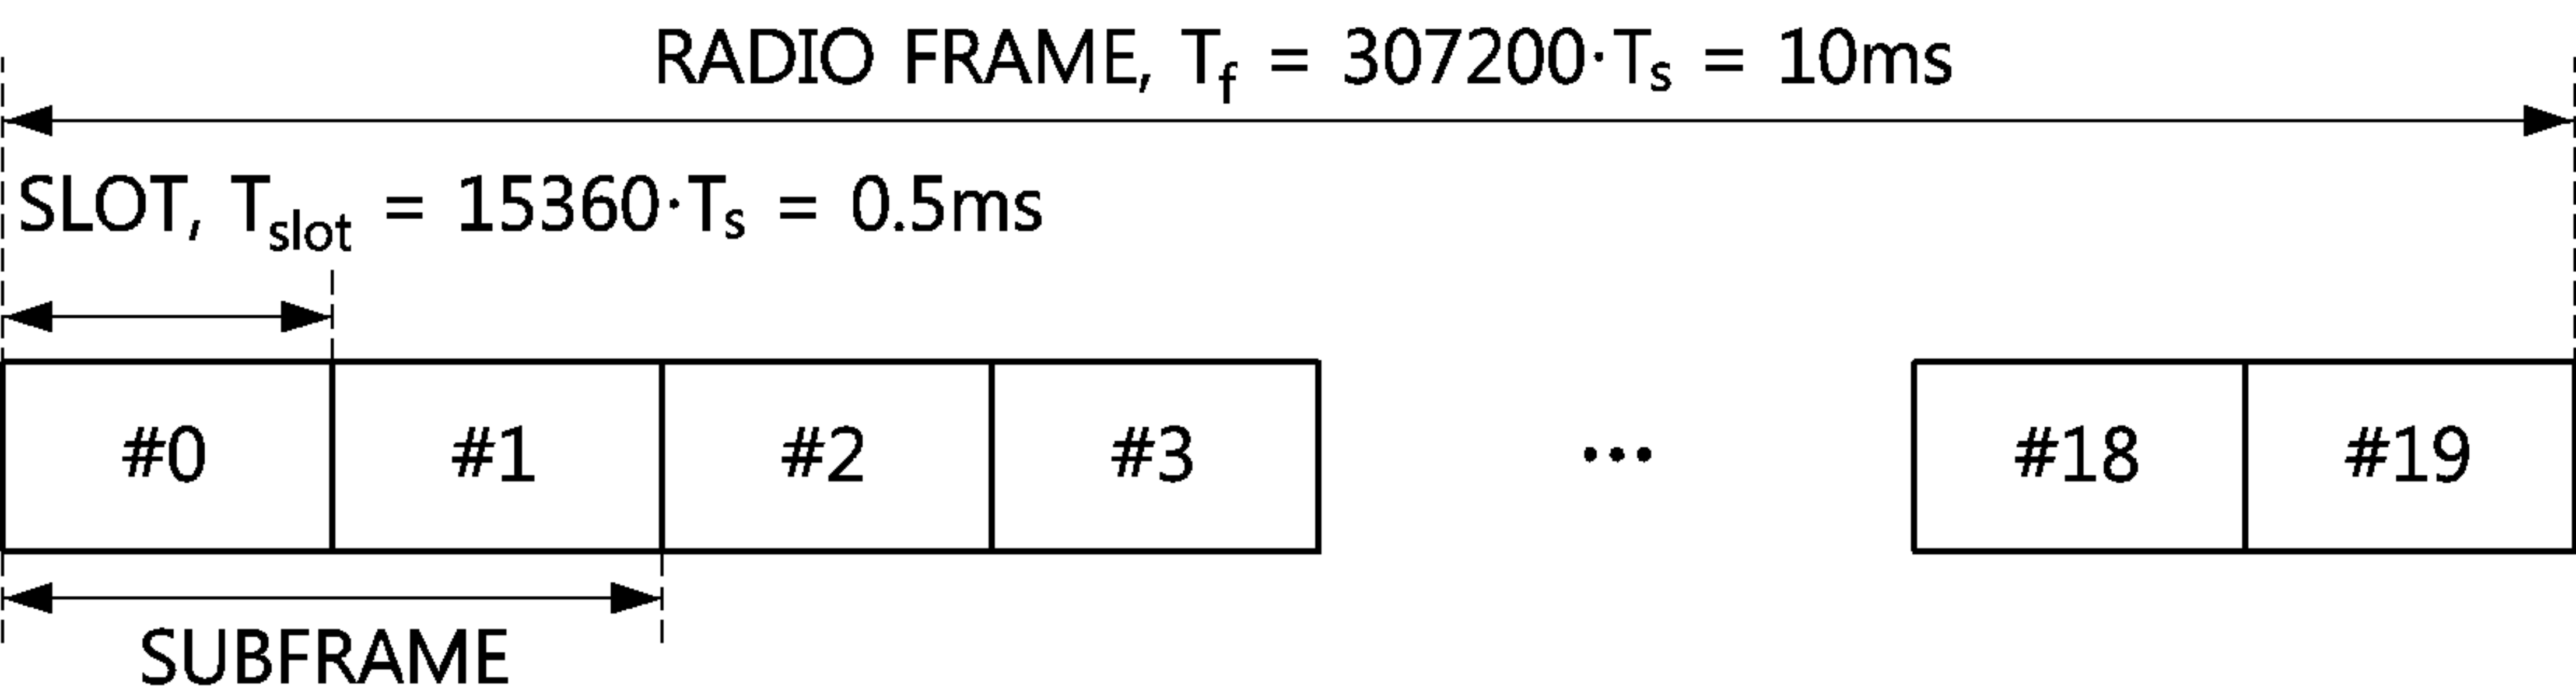 RADIO FRAME, Tf = 307200·Ts = 10ms
SLOT, Tslot = 15360·Ts = 0.5ms
#0 #1 #2 #3 ··· #18 #19
SUBFRAME